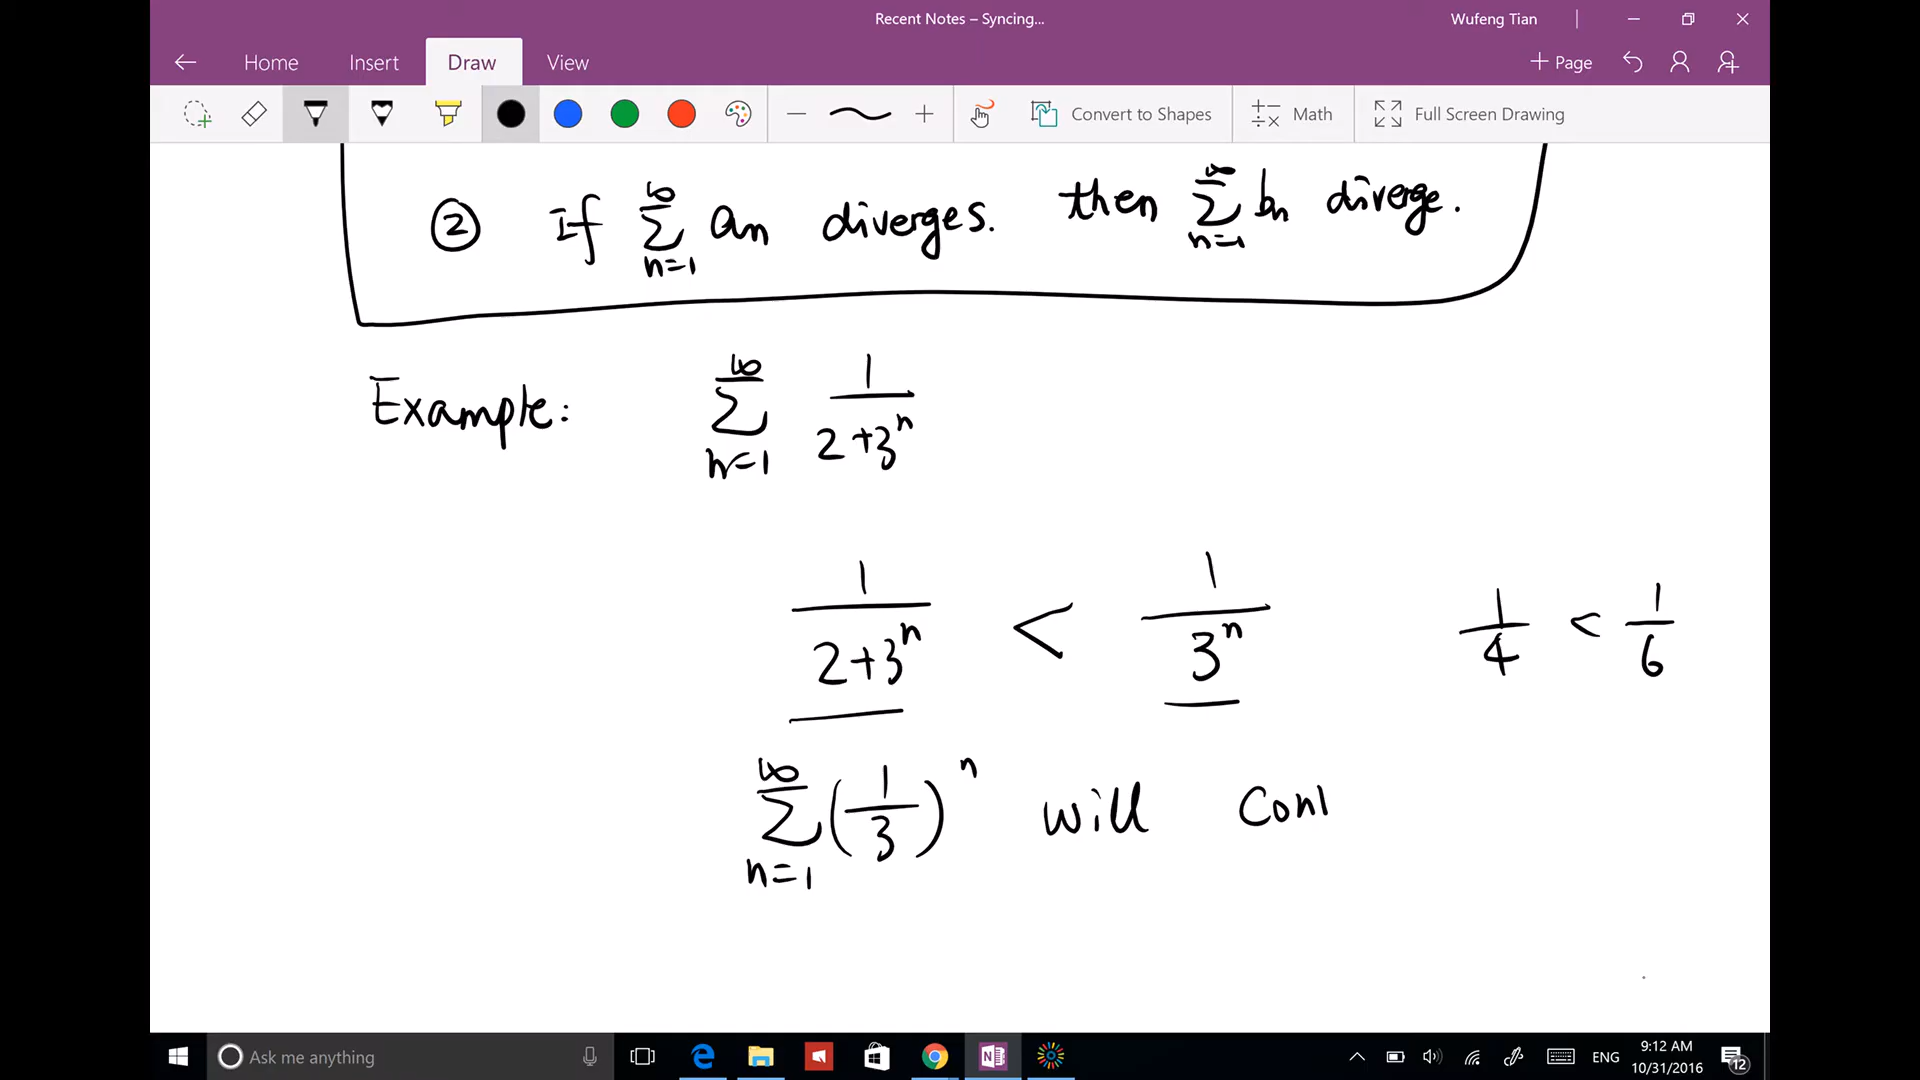 Recent Notes – Syncing...
Wufeng Tian
Home Insert Draw View
Page
Convert to Shapes Math Full Screen Drawing
② If ∞∑n=1 an diverges. then ∞∑n=1 bn diverge.
Example: ∞∑n=1 1/(2+3^n)
1/(2+3^n) < 1/3^n 1/4 < 1/6
∞∑n=1 (1/3)^n will Conl
Ask me anything
ENG
9:12 AM
10/31/2016
12